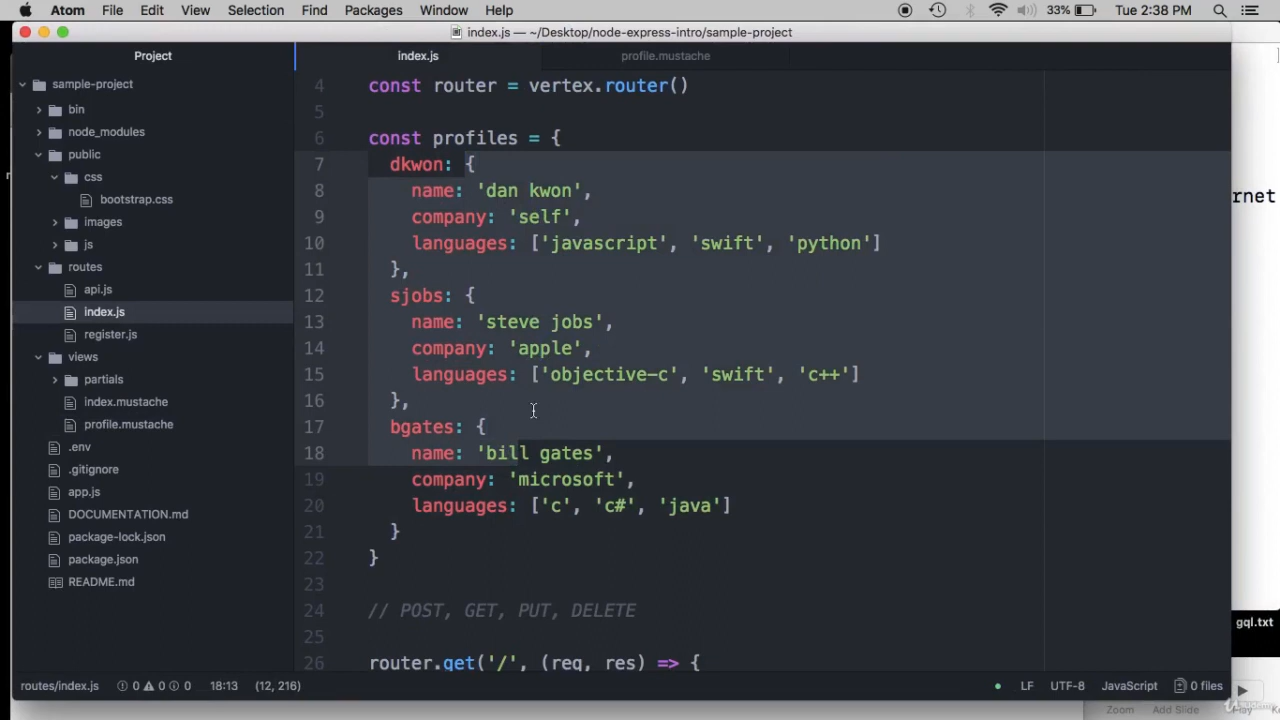 Atom File Edit View Selection Find Packages Window Help 33% Tue 2:38 PM
index.js — ~/Desktop/node-express-intro/sample-project
Project
index.js
profile.mustache
sample-project
bin
node_modules
public
css
bootstrap.css
images
js
routes
api.js
index.js
register.js
views
partials
index.mustache
profile.mustache
.env
.gitignore
app.js
DOCUMENTATION.md
package-lock.json
package.json
README.md
4 const router = vertex.router()
5
6 const profiles = {
7 dkwon: {
8 name: 'dan kwon',
9 company: 'self',
10 languages: ['javascript', 'swift', 'python']
11 },
12 sjobs: {
13 name: 'steve jobs',
14 company: 'apple',
15 languages: ['objective-c', 'swift', 'c++']
16 },
17 bgates: {
18 name: 'bill gates',
19 company: 'microsoft',
20 languages: ['c', 'c#', 'java']
21 }
22 }
23
24 // POST, GET, PUT, DELETE
25
26 router.get('/', (req, res) => {
routes/index.js 0 0 0 18:13 (12, 216) LF UTF-8 JavaScript 0 files
rnet
gql.txt
Zoom Add Slide Play
Udemy